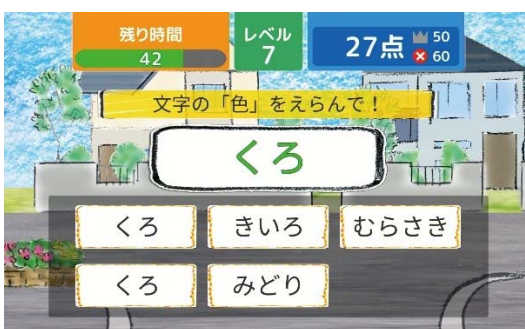 残り時間
42
レベル
7
27点
50
60
文字の「色」をえらんで!
くろ
くろ きいろ むらさき
くろ みどり